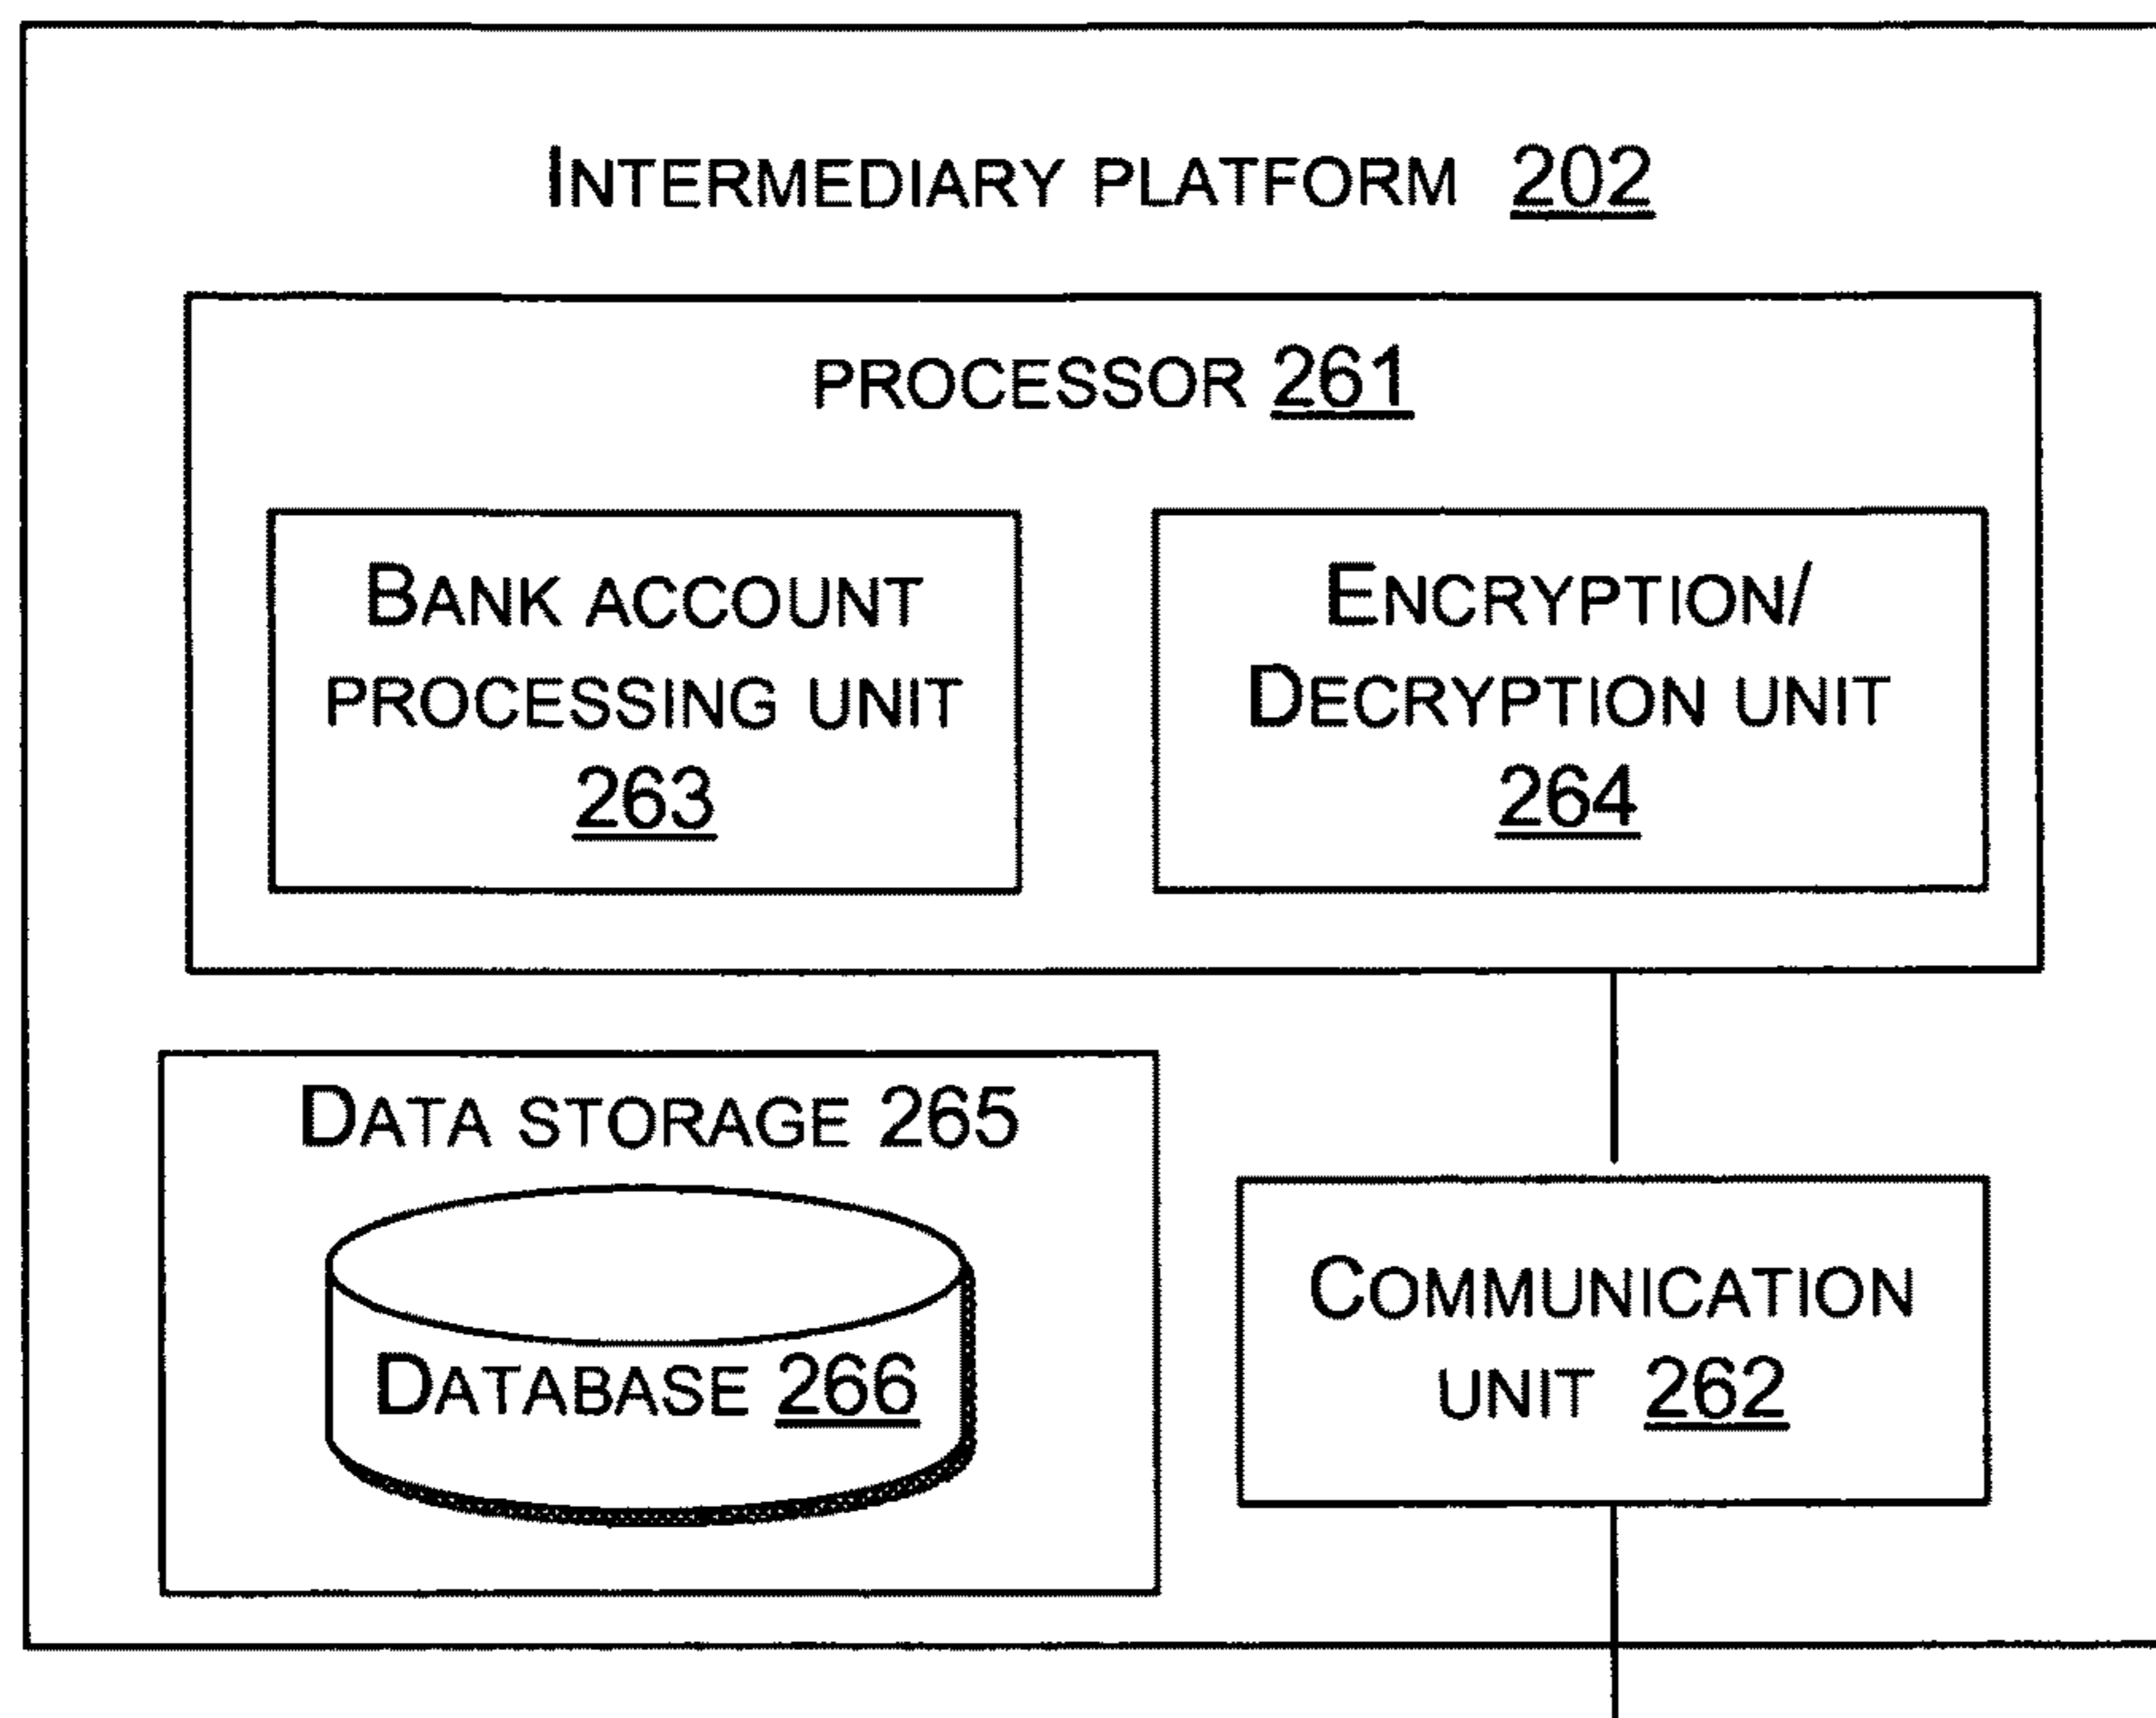 INTERMEDIARY PLATFORM 202
PROCESSOR 261
BANK ACCOUNT
PROCESSING UNIT
263
ENCRYPTION/
DECRYPTION UNIT
264
DATA STORAGE 265
DATABASE 266
COMMUNICATION
UNIT 262